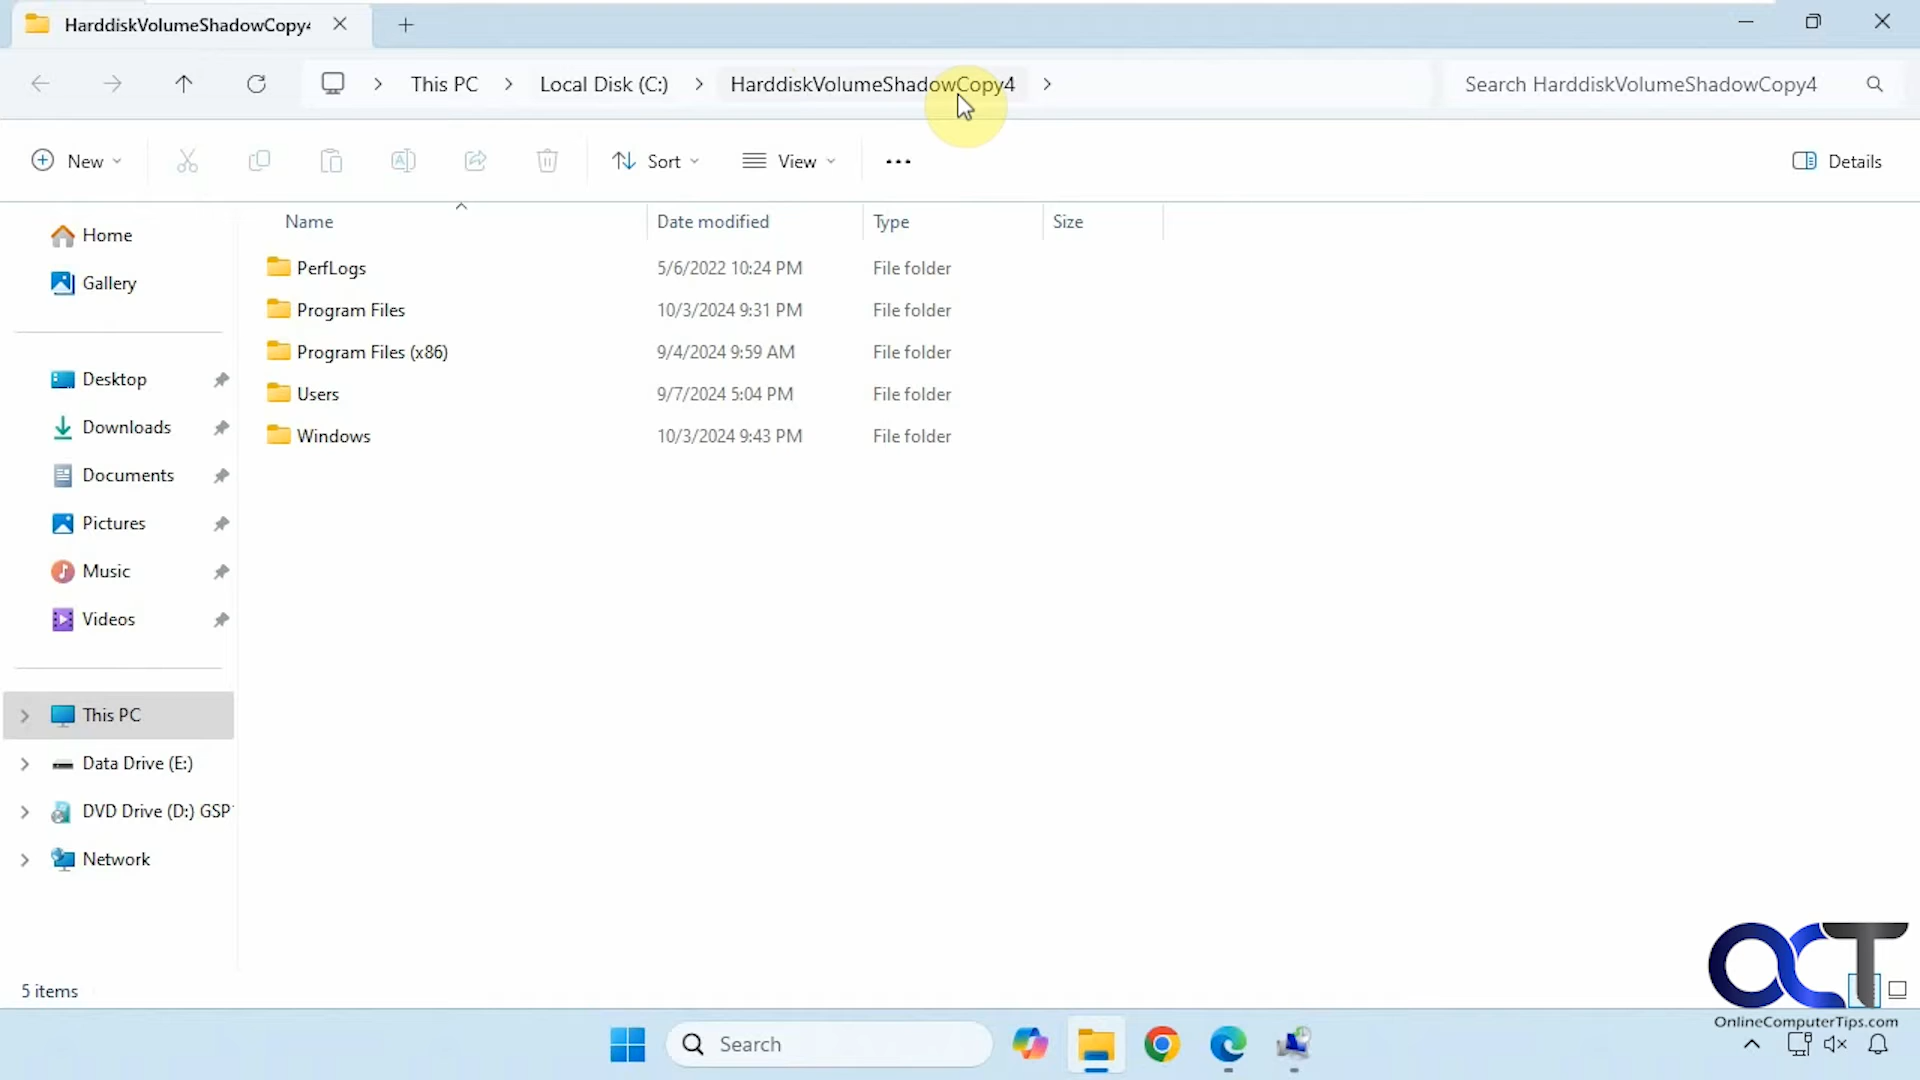 HarddiskVolumeShadowCopy4
This PC
Local Disk (C:)
HarddiskVolumeShadowCopy4
Search HarddiskVolumeShadowCopy4
New
Sort
View
Details
Name
Date modified
Type
Size
PerfLogs
5/6/2022 10:24 PM
File folder
Program Files
10/3/2024 9:31 PM
File folder
Program Files (x86)
9/4/2024 9:59 AM
File folder
Users
9/7/2024 5:04 PM
File folder
Windows
10/3/2024 9:43 PM
File folder
Home
Gallery
Desktop
Downloads
Documents
Pictures
Music
Videos
This PC
Data Drive (E:)
DVD Drive (D:) GSP
Network
5 items
OCT
OnlineComputerTips.com
Search